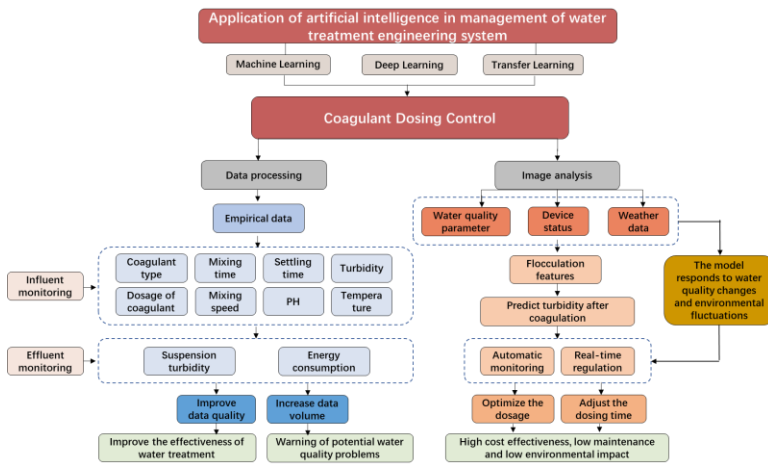 Application of artificial intelligence in management of water
treatment engineering system
Machine Learning
Deep Learning
Transfer Learning
Coagulant Dosing Control
Data processing
Image analysis
Empirical data
Water quality
parameter
Device
status
Weather
data
Influent
monitoring
Coagulant
type
Mixing
time
Settling
time
Turbidity
Dosage of
coagulant
Mixing
speed
PH
Tempera
ture
Flocculation
features
Predict turbidity after
coagulation
The model
responds to water
quality changes
and environmental
fluctuations
Effluent
monitoring
Suspension
turbidity
Energy
consumption
Automatic
monitoring
Real-time
regulation
Improve
data quality
Increase data
volume
Optimize the
dosage
Adjust the
dosing time
Improve the effectiveness of
water treatment
Warning of potential water
quality problems
High cost effectiveness, low maintenance
and low environmental impact